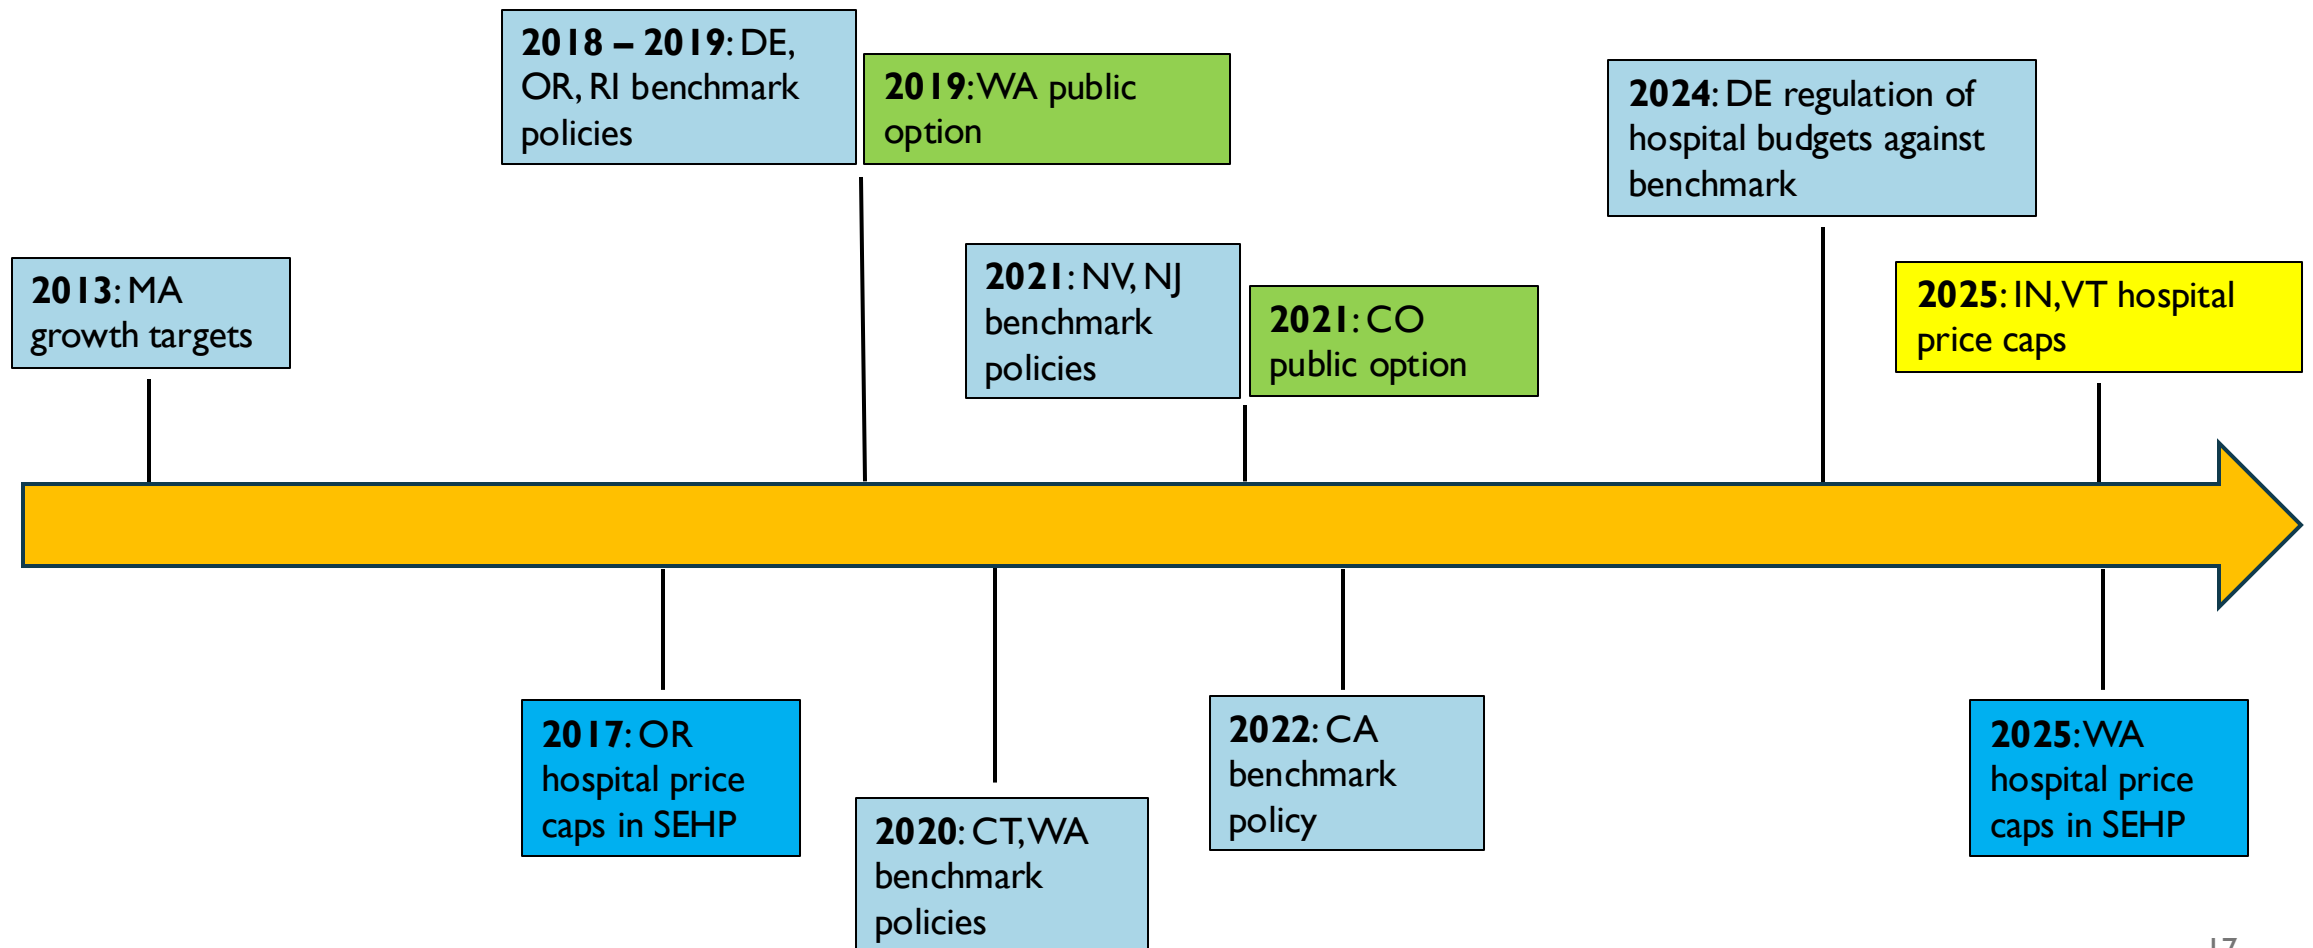 2018 – 2019: DE,
OR, RI benchmark
policies
2019: WA public
option
2024: DE regulation of
hospital budgets against
benchmark
2013: MA
growth targets
2021: NV, NJ
benchmark
policies
2021: CO
public option
2025: IN, VT hospital
price caps
2017: OR
hospital price
caps in SEHP
2020: CT, WA
benchmark
policies
2022: CA
benchmark
policy
2025: WA
hospital price
caps in SEHP
17